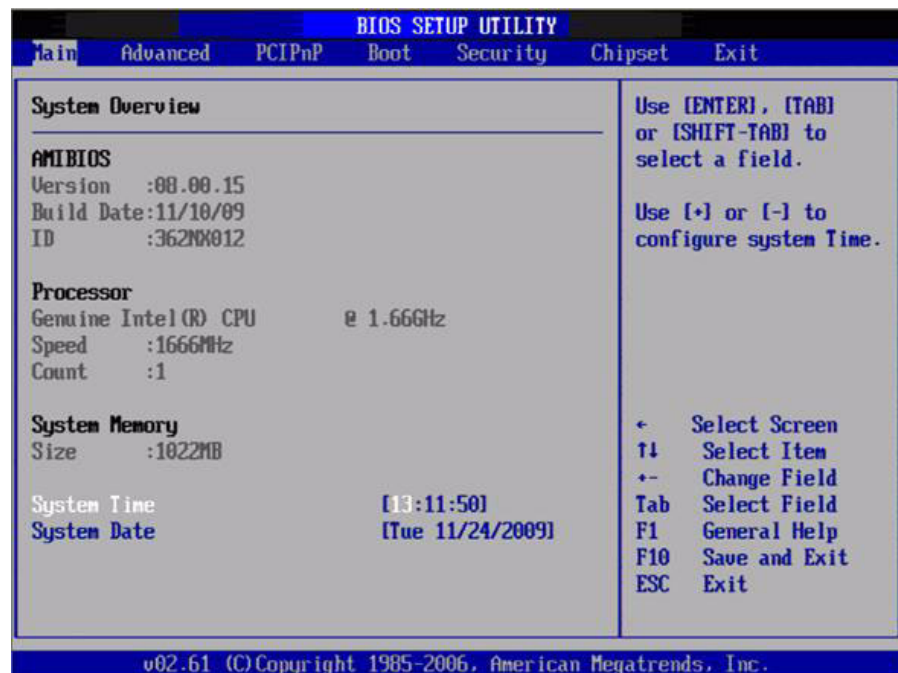 BIOS SETUP UTILITY
Main Advanced PCIPnP Boot Security Chipset Exit
System Overview
AMIBIOS
Version :08.00.15
Build Date:11/10/09
ID :362NX012
Processor
Genuine Intel(R) CPU @ 1.66GHz
Speed :1666MHz
Count :1
System Memory
Size :1022MB
System Time [13:11:50]
System Date [Tue 11/24/2009]
Use [ENTER], [TAB]
or [SHIFT-TAB] to
select a field.
Use [+] or [-] to
configure system Time.
← Select Screen
↑↓ Select Item
+- Change Field
Tab Select Field
F1 General Help
F10 Save and Exit
ESC Exit
v02.61 (C)Copyright 1985-2006, American Megatrends, Inc.